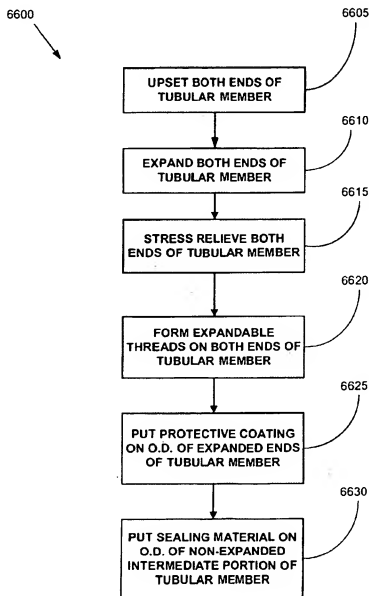 6600
6605
UPSET BOTH ENDS OF
TUBULAR MEMBER
6610
EXPAND BOTH ENDS OF
TUBULAR MEMBER
6615
STRESS RELIEVE BOTH
ENDS OF TUBULAR MEMBER
6620
FORM EXPANDABLE
THREADS ON BOTH ENDS OF
TUBULAR MEMBER
6625
PUT PROTECTIVE COATING
ON O.D. OF EXPANDED ENDS
OF TUBULAR MEMBER
6630
PUT SEALING MATERIAL ON
O.D. OF NON-EXPANDED
INTERMEDIATE PORTION OF
TUBULAR MEMBER